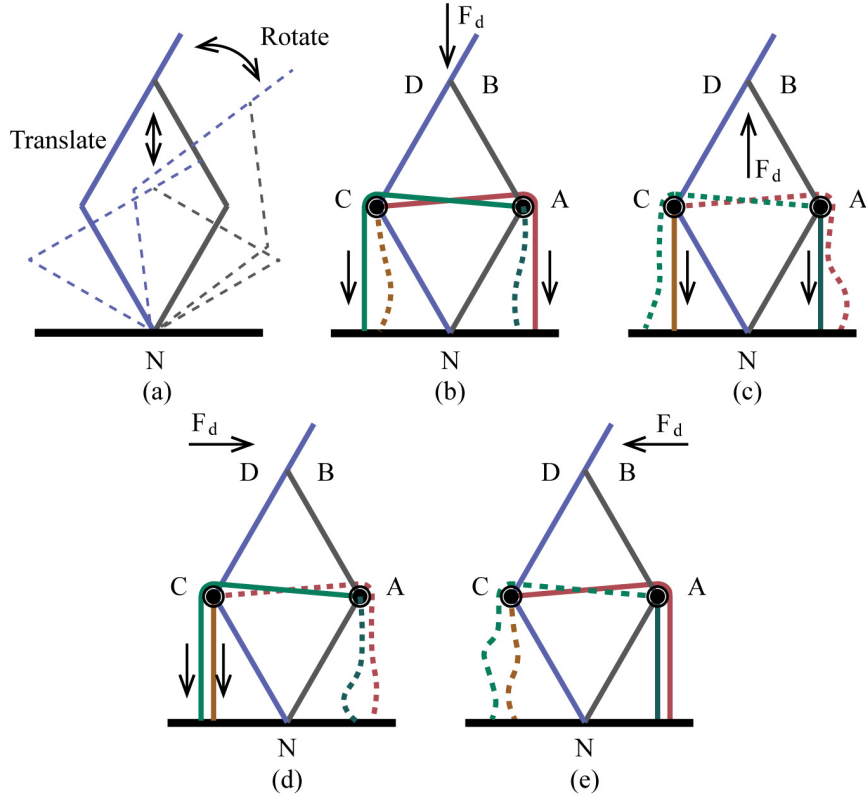 Rotate
Translate
N
(a)
F_d
D B
C A
N
(b)
D B
F_d
C A
N
(c)
F_d
D B
C A
N
(d)
F_d
D B
C A
N
(e)